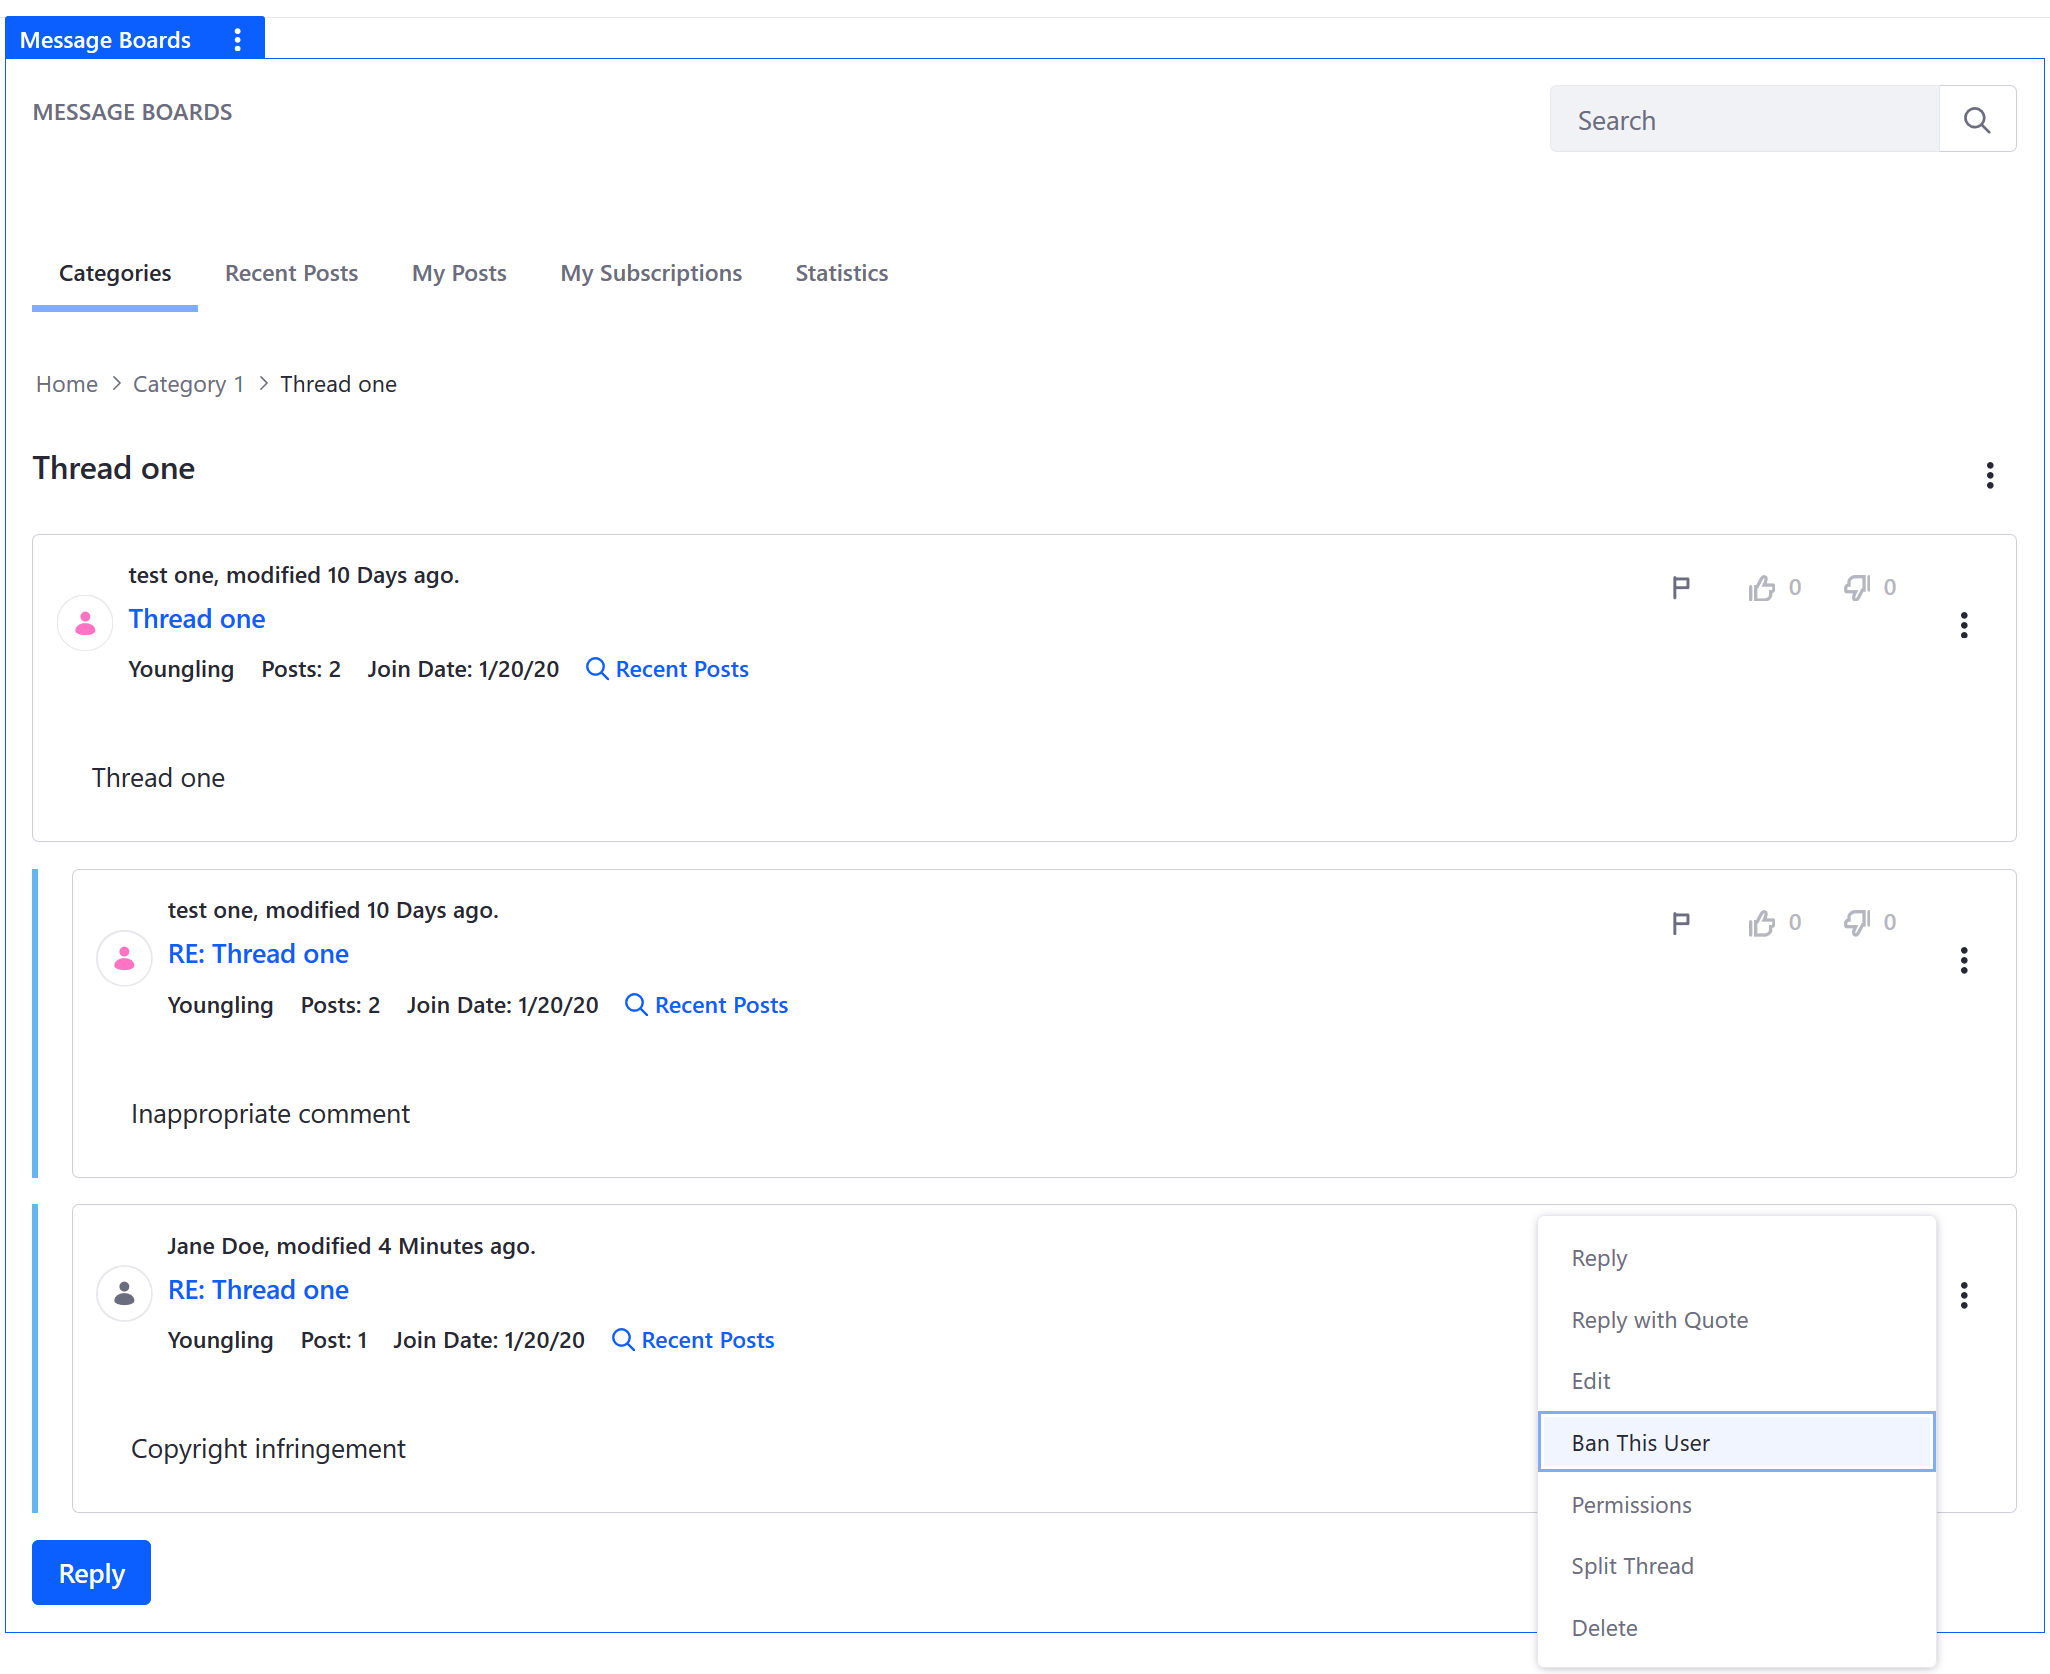 Message Boards
MESSAGE BOARDS
Search
Categories Recent Posts My Posts My Subscriptions Statistics
Home Category 1 Thread one
Thread one
test one, modified 10 Days ago.
0 0
Thread one
Youngling Posts: 2 Join Date: 1/20/20 Recent Posts
Thread one
test one, modified 10 Days ago.
0 0
RE: Thread one
Youngling Posts: 2 Join Date: 1/20/20 Recent Posts
Inappropriate comment
Jane Doe, modified 4 Minutes ago.
RE: Thread one
Youngling Post: 1 Join Date: 1/20/20 Recent Posts
Copyright infringement
Reply
Reply with Quote
Edit
Ban This User
Permissions
Split Thread
Delete
Reply